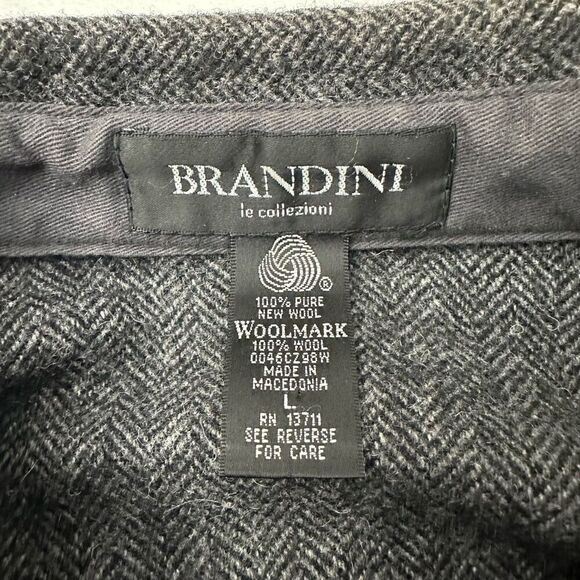 BRANDINI
le collezioni
®
100% PURE
NEW WOOL
WOOLMARK
100% WOOL
0046CZ98W
MADE IN
MACEDONIA
L
RN 13711
SEE REVERSE
FOR CARE